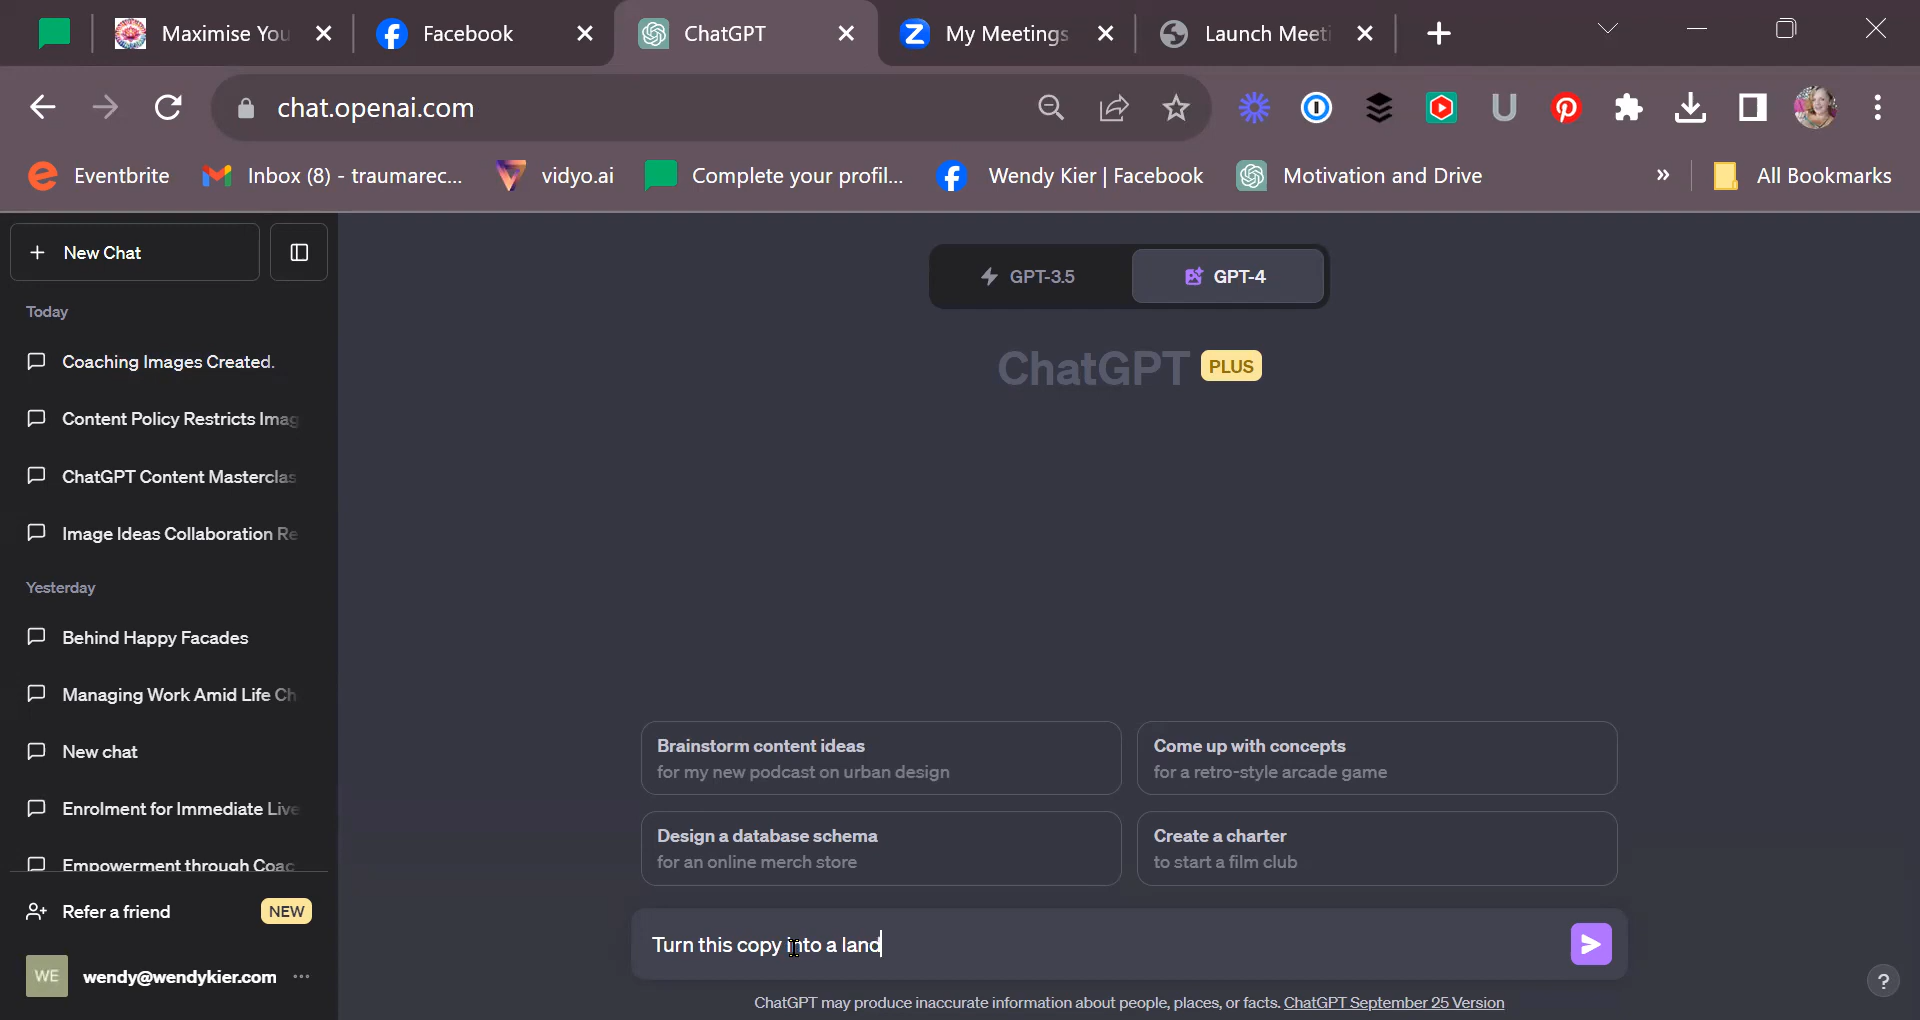 Maximise You
Facebook
ChatGPT
My Meetings
Launch Meeti
chat.openai.com
Eventbrite
Inbox (8) - traumarec...
vidyo.ai
Complete your profil...
Wendy Kier | Facebook
Motivation and Drive
»
All Bookmarks
+ New Chat
Today
Coaching Images Created.
Content Policy Restricts Imag
ChatGPT Content Masterclas
Image Ideas Collaboration Re
Yesterday
Behind Happy Facades
Managing Work Amid Life Ch
New chat
Enrolment for Immediate Live
Empowerment through Coac
Refer a friend
NEW
WE
wendy@wendykier.com
...
GPT-3.5
GPT-4
ChatGPT PLUS
Brainstorm content ideas
for my new podcast on urban design
Come up with concepts
for a retro-style arcade game
Design a database schema
for an online merch store
Create a charter
to start a film club
Turn this copy into a land
ChatGPT may produce inaccurate information about people, places, or facts. ChatGPT September 25 Version
?